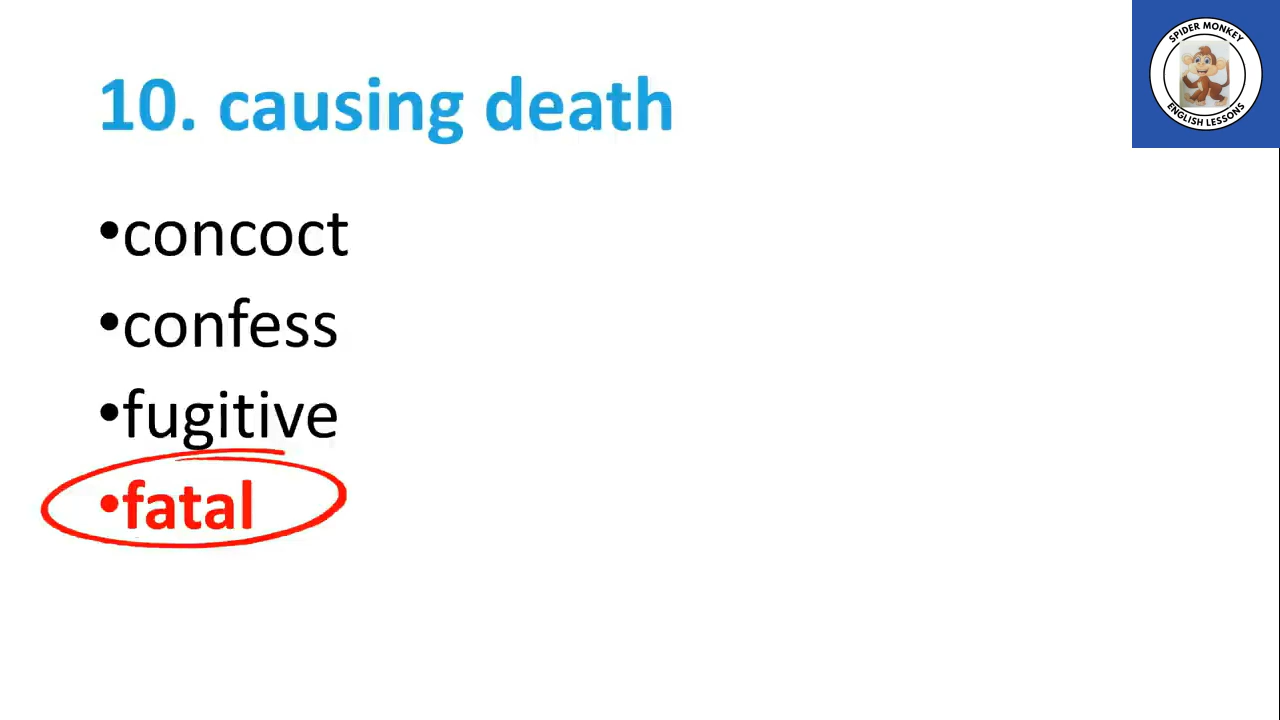 SPIDER MONKEY
ENGLISH LESSONS
10. causing death
•concoct
•confess
•fugitive
•fatal